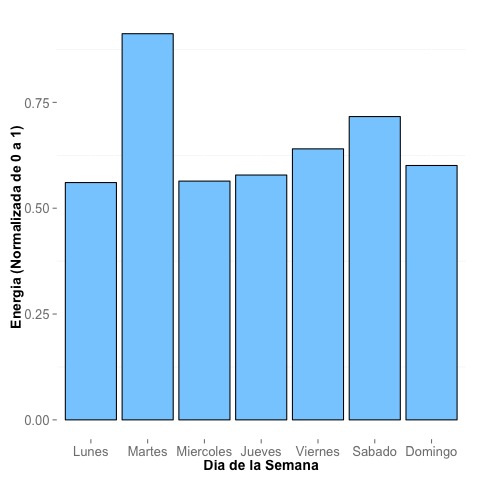 Energia (Normalizada de 0 a 1)
0.75
0.50
0.25
0.00
Lunes Martes Miercoles Jueves Viernes Sabado Domingo
Dia de la Semana